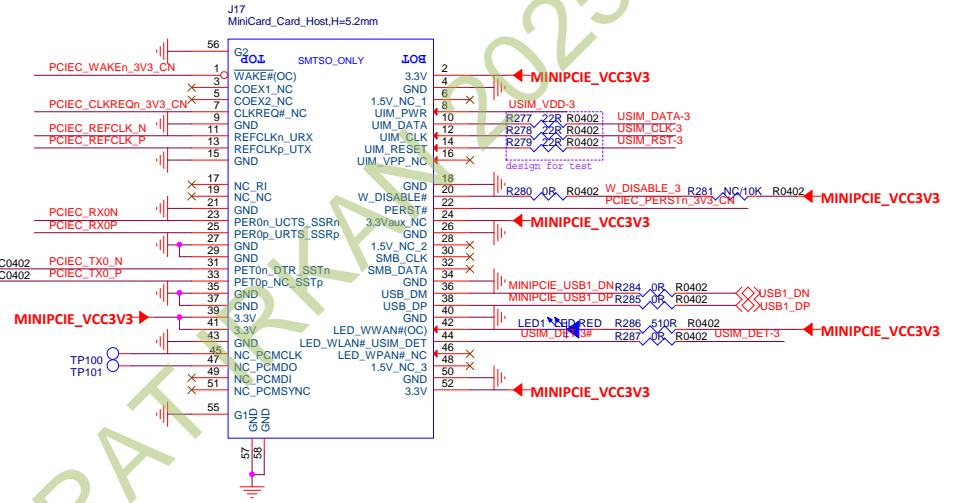 J17
MiniCard_Card_Host,H=5.2mm
56 G2 TOP SMTSO_ONLY BOT
PCIEC_WAKEn_3V3_CN 1 WAKE#(OC) 3.3V 2 MINIPCIE_VCC3V3
3 COEX1_NC GND 4
5 COEX2_NC 1.5V_NC_1 6
PCIEC_CLKREQn_3V3_CN 7 CLKREQ#_NC UIM_PWR 8 USIM_VDD-3
9 GND UIM_DATA 10 R277 22R R0402 USIM_DATA-3
PCIEC_REFCLK_N 11 REFCLKn_URX UIM_CLK 12 R278 22R R0402 USIM_CLK-3
PCIEC_REFCLK_P 13 REFCLKp_UTX UIM_RESET 14 R279 22R R0402 USIM_RST-3
15 GND UIM_VPP_NC 16
design for test
17 NC_RI GND 18
19 NC_NC W_DISABLE# 20 R280 0R R0402 W_DISABLE_3 R281 NC/10K R0402 MINIPCIE_VCC3V3
21 GND PERST# 22 PCIEC_PERSTn_3V3_CN
PCIEC_RX0N 23 PER0n_UCTS_SSRn 3.3Vaux_NC 24 MINIPCIE_VCC3V3
PCIEC_RX0P 25 PER0p_URTS_SSRp GND 26
27 GND 1.5V_NC_2 28
29 GND SMB_CLK 30
C0402 PCIEC_TX0_N 31 PET0n_DTR_SSTn SMB_DATA 32
C0402 PCIEC_TX0_P 33 PET0p_NC_SSTp GND 34
35 GND USB_DM 36 MINIPCIE_USB1_DN R284 0R R0402 USB1_DN
37 GND USB_DP 38 MINIPCIE_USB1_DP R285 0R R0402 USB1_DP
MINIPCIE_VCC3V3 39 3.3V GND 40
41 3.3V LED_WWAN#(OC) 42 LED1 LED RED R286 510R R0402 MINIPCIE_VCC3V3
43 GND LED_WLAN#_USIM_DET 44 R287 0R R0402 USIM_DET-3
TP100 45 NC_PCMCLK LED_WPAN#_NC 46
TP101 47 NC_PCMDO 1.5V_NC_3 48
49 NC_PCMDI GND 50
51 NC_PCMSYNC 3.3V 52 MINIPCIE_VCC3V3
55 G1
GND GND
57 58